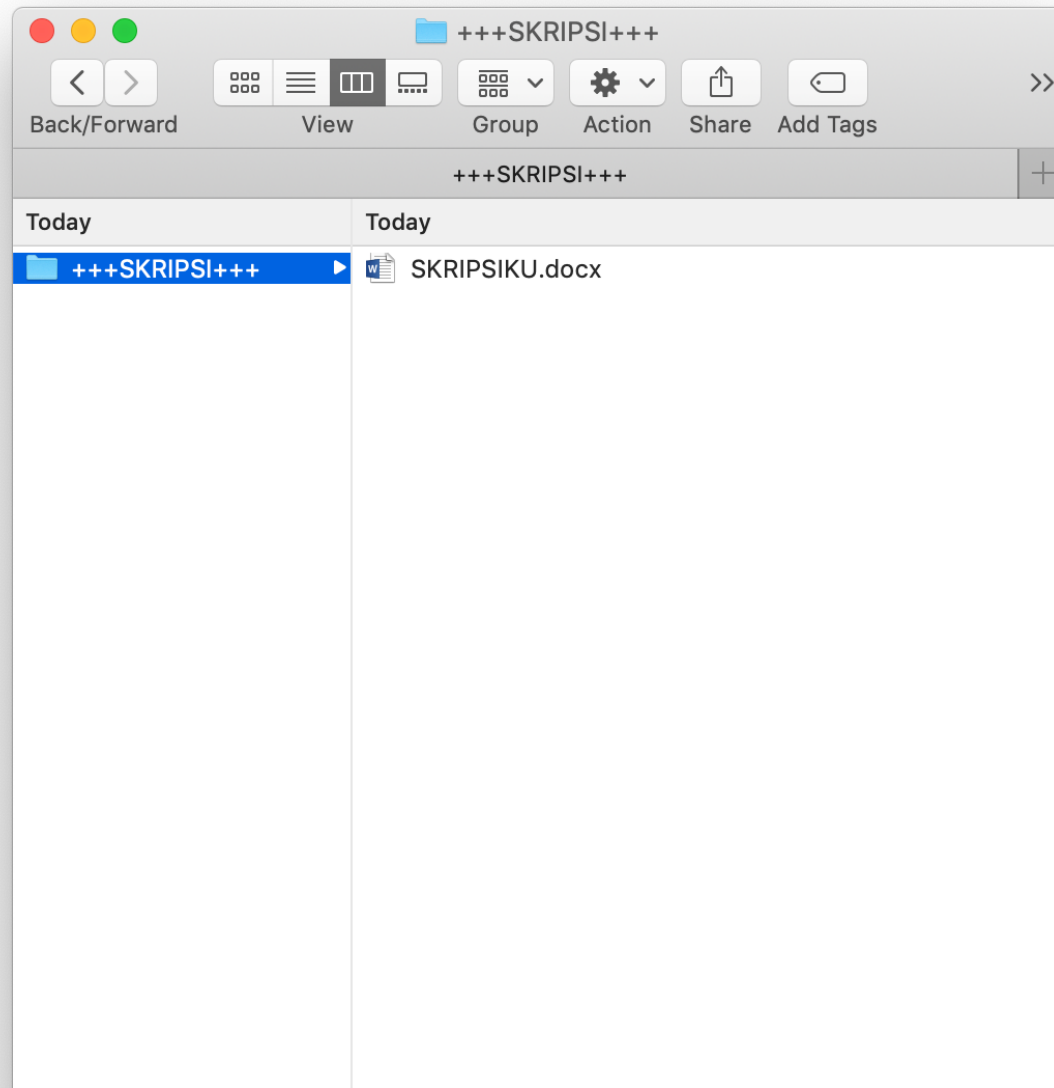 +++SKRIPSI+++
Back/Forward View Group Action Share Add Tags
+++SKRIPSI+++
Today Today
+++SKRIPSI+++ SKRIPSIKU.docx